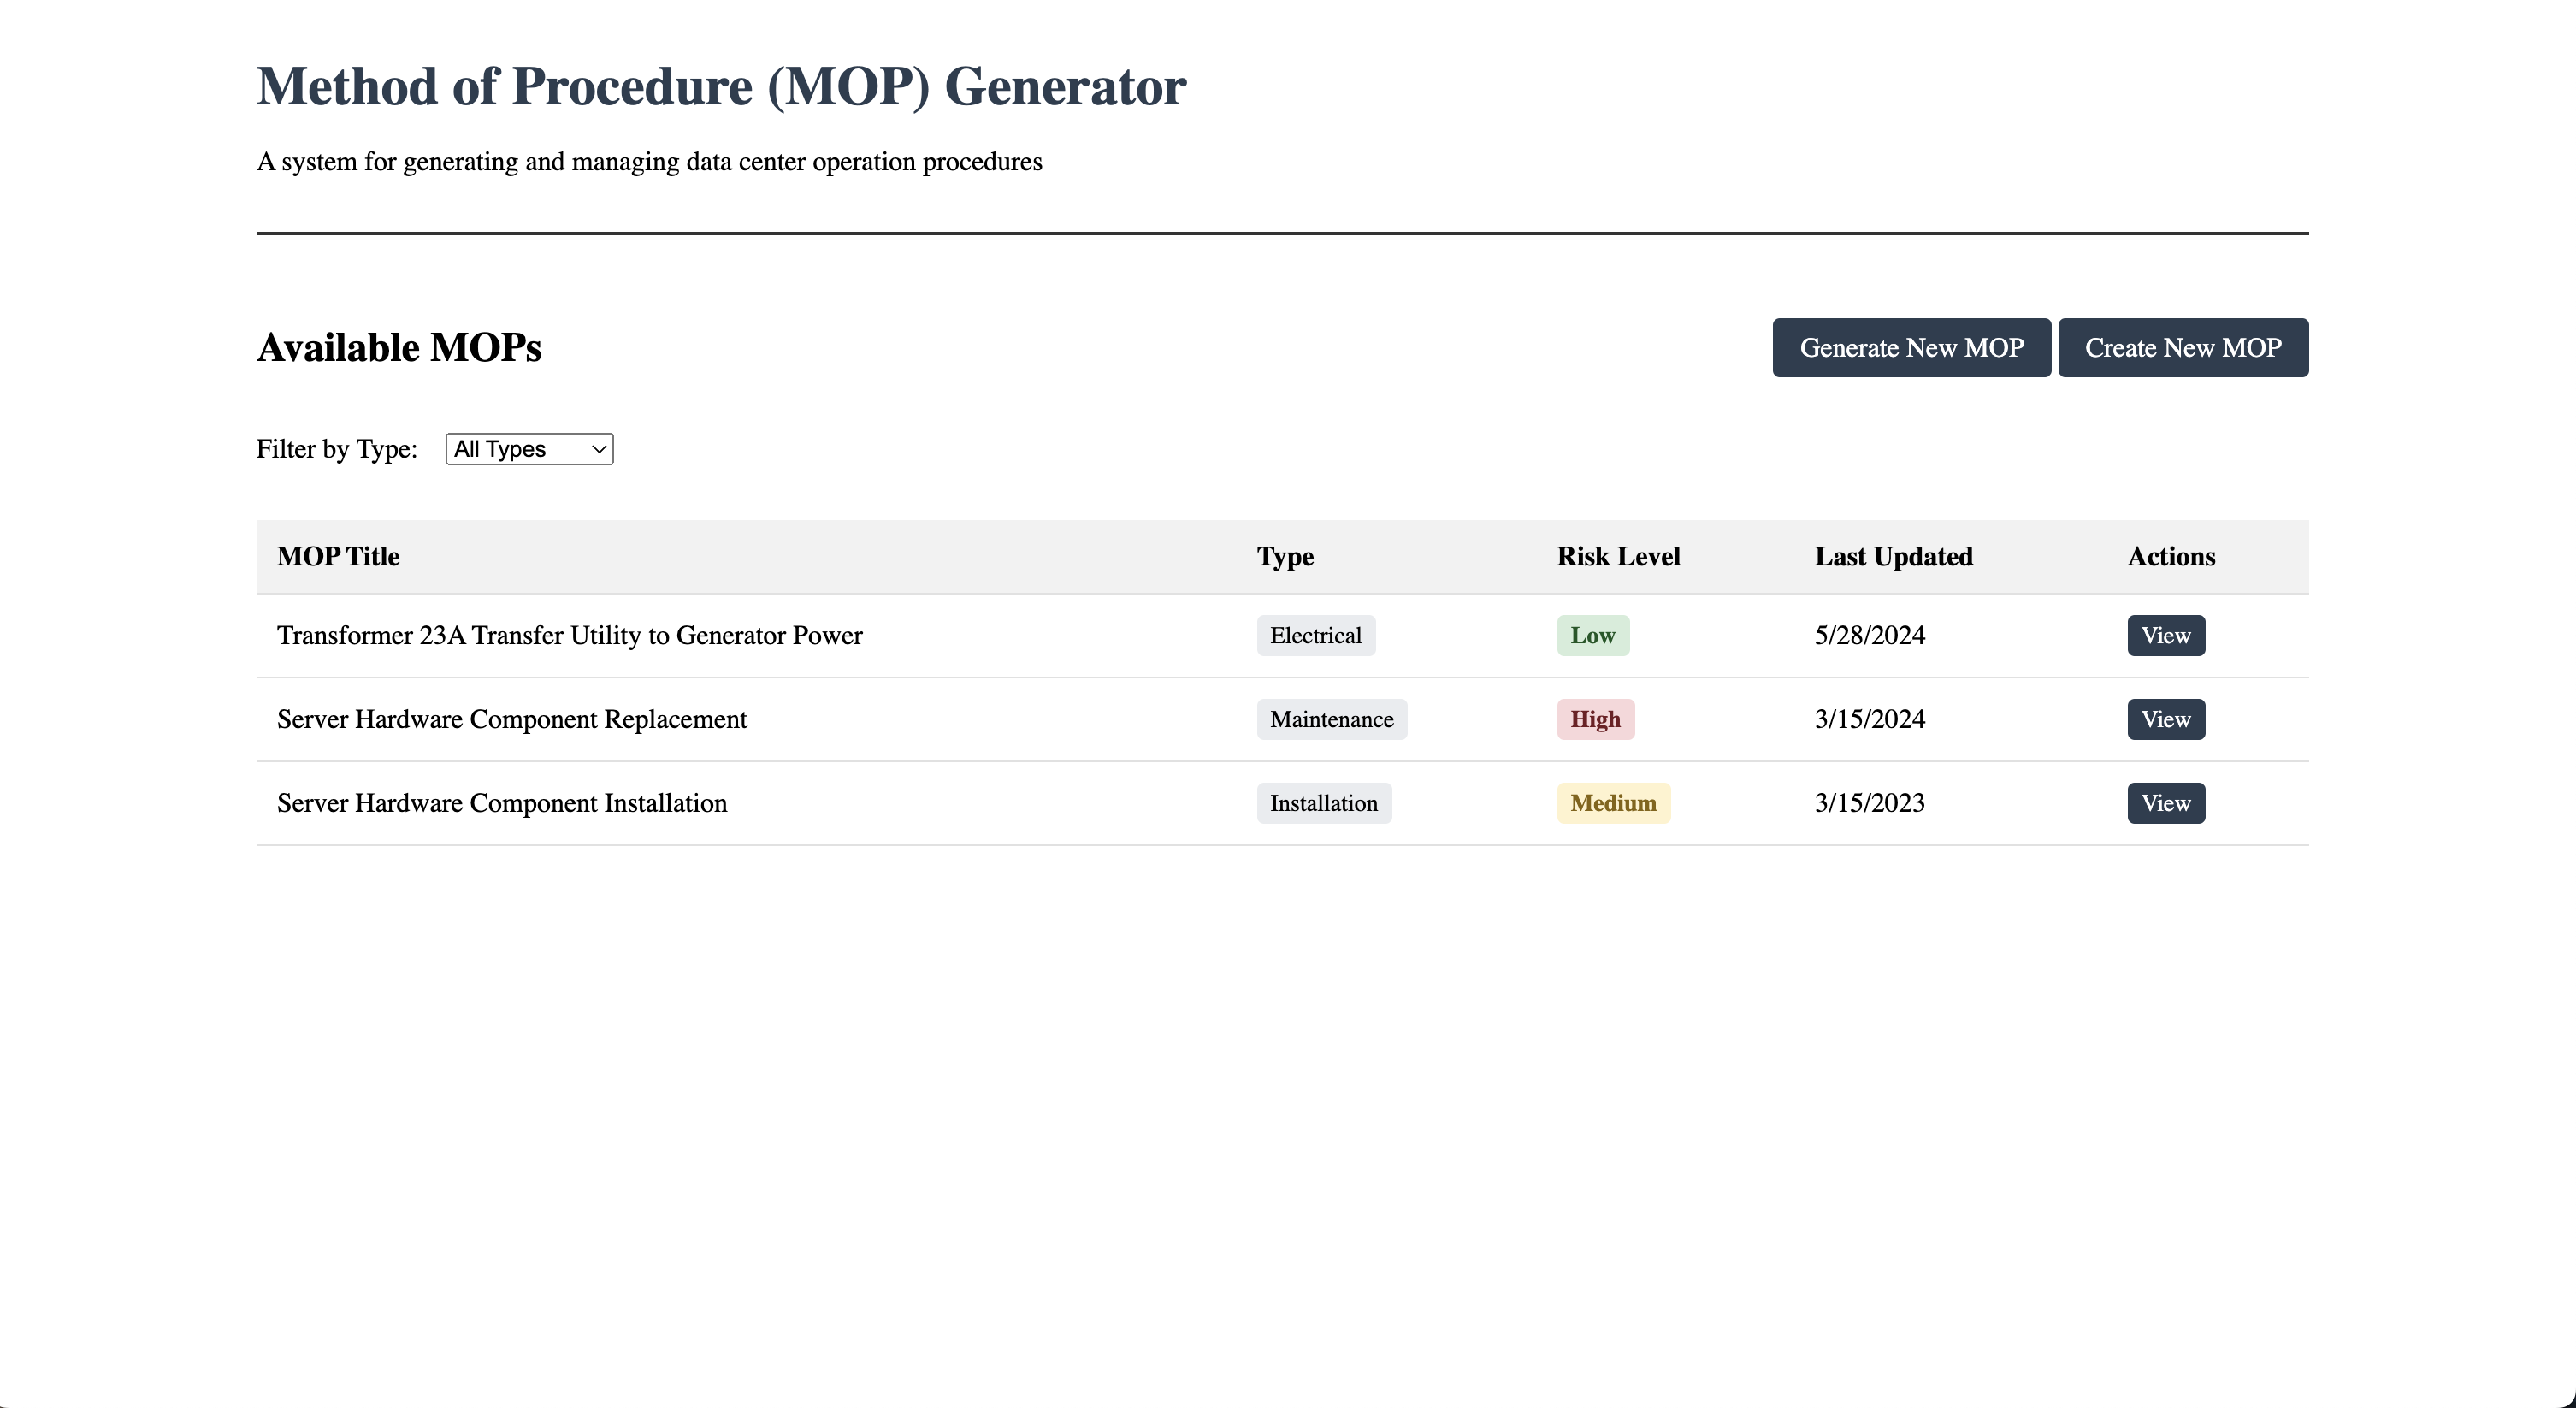 Method of Procedure (MOP) Generator
A system for generating and managing data center operation procedures
Available MOPs
Generate New MOP Create New MOP
Filter by Type: All Types
MOP Title Type Risk Level Last Updated Actions
Transformer 23A Transfer Utility to Generator Power Electrical Low 5/28/2024 View
Server Hardware Component Replacement Maintenance High 3/15/2024 View
Server Hardware Component Installation Installation Medium 3/15/2023 View